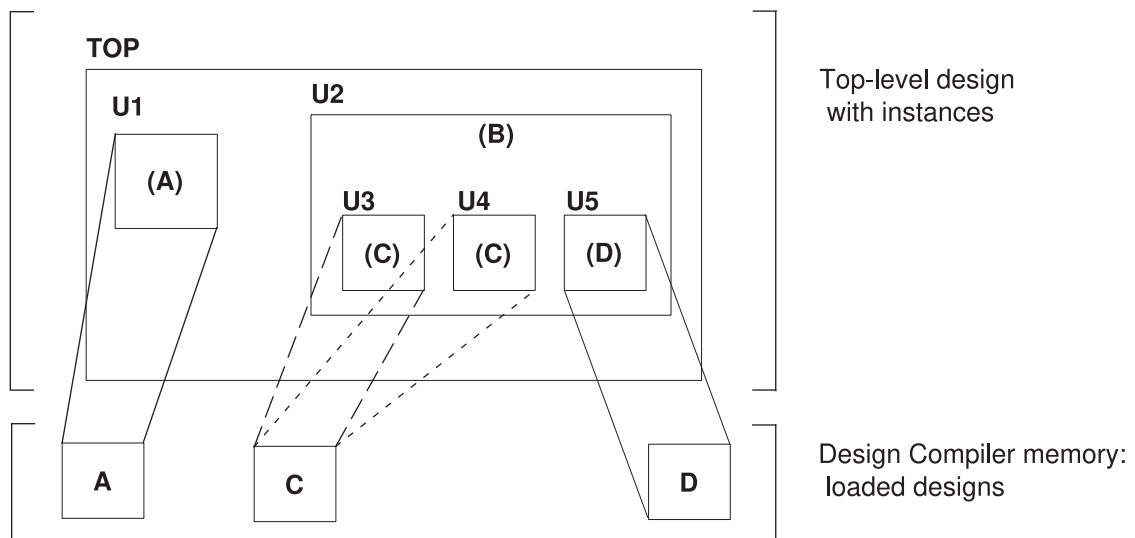 TOP
Top-level design
with instances
U1
U2
(B)
(A)
U3
U4
U5
(C)
(C)
(D)
A
C
D
Design Compiler memory:
loaded designs